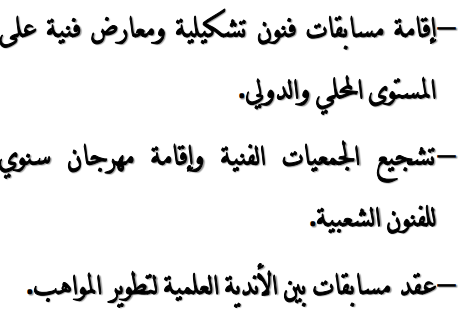 –إقامة مسابقات فنون تشكيلية ومعارض فنية على
المستوى المحلي والدولي.
–تشجيع الجمعيات الفنية وإقامة مهرجان سنوي
للفنون الشعبية.
–عقد مسابقات بين الأندية العلمية لتطوير المواهب.